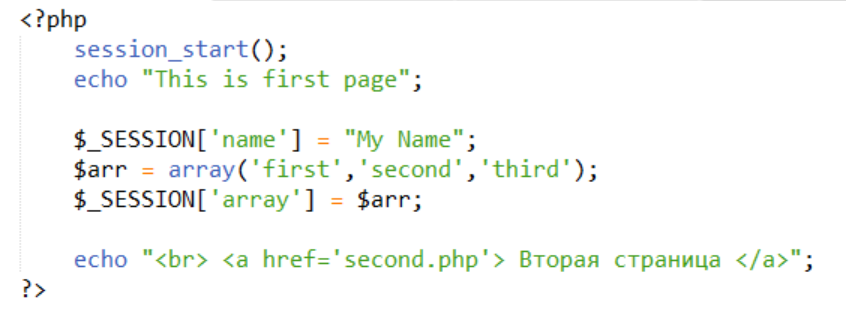 <?php
session_start();
echo "This is first page";
$_SESSION['name'] = "My Name";
$arr = array('first','second','third');
$_SESSION['array'] = $arr;
echo "<br> <a href='second.php'> Вторая страница </a>";
?>